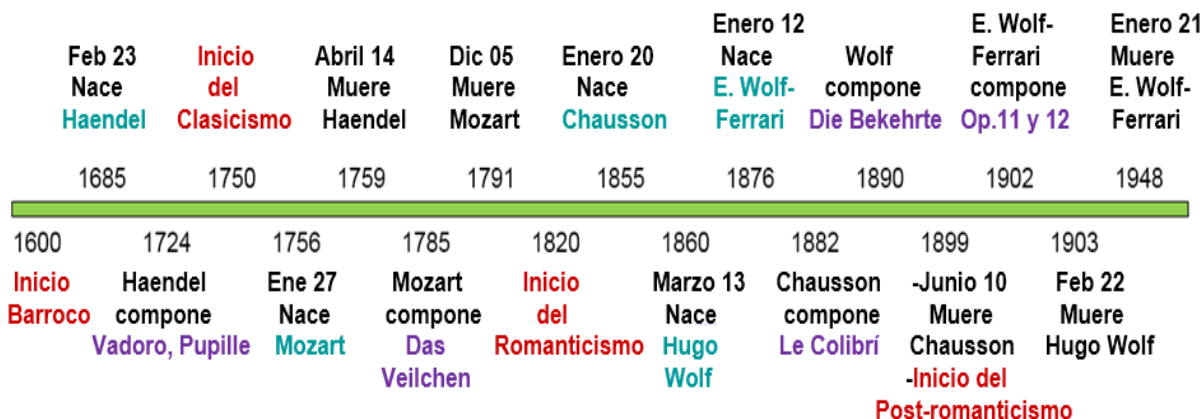 Feb 23
Nace
Haendel
Inicio
del
Clasicismo
Abril 14
Muere
Haendel
Dic 05
Muere
Mozart
Enero 20
Nace
Chausson
Enero 12
Nace
E. Wolf-
Ferrari
Wolf
compone
Die Bekehrte
E. Wolf-
Ferrari
compone
Op.11 y 12
Enero 21
Muere
E. Wolf-
Ferrari
1685 1750 1759 1791 1855 1876 1890 1902 1948
1600 1724 1756 1785 1820 1860 1882 1899 1903
Inicio
Barroco
Haendel
compone
Vadoro, Pupille
Ene 27
Nace
Mozart
Mozart
compone
Das
Veilchen
Inicio
del
Romanticismo
Marzo 13
Nace
Hugo
Wolf
Chausson
compone
Le Colibrí
-Junio 10
Muere
Chausson
-Inicio del
Post-romanticismo
Feb 22
Muere
Hugo Wolf